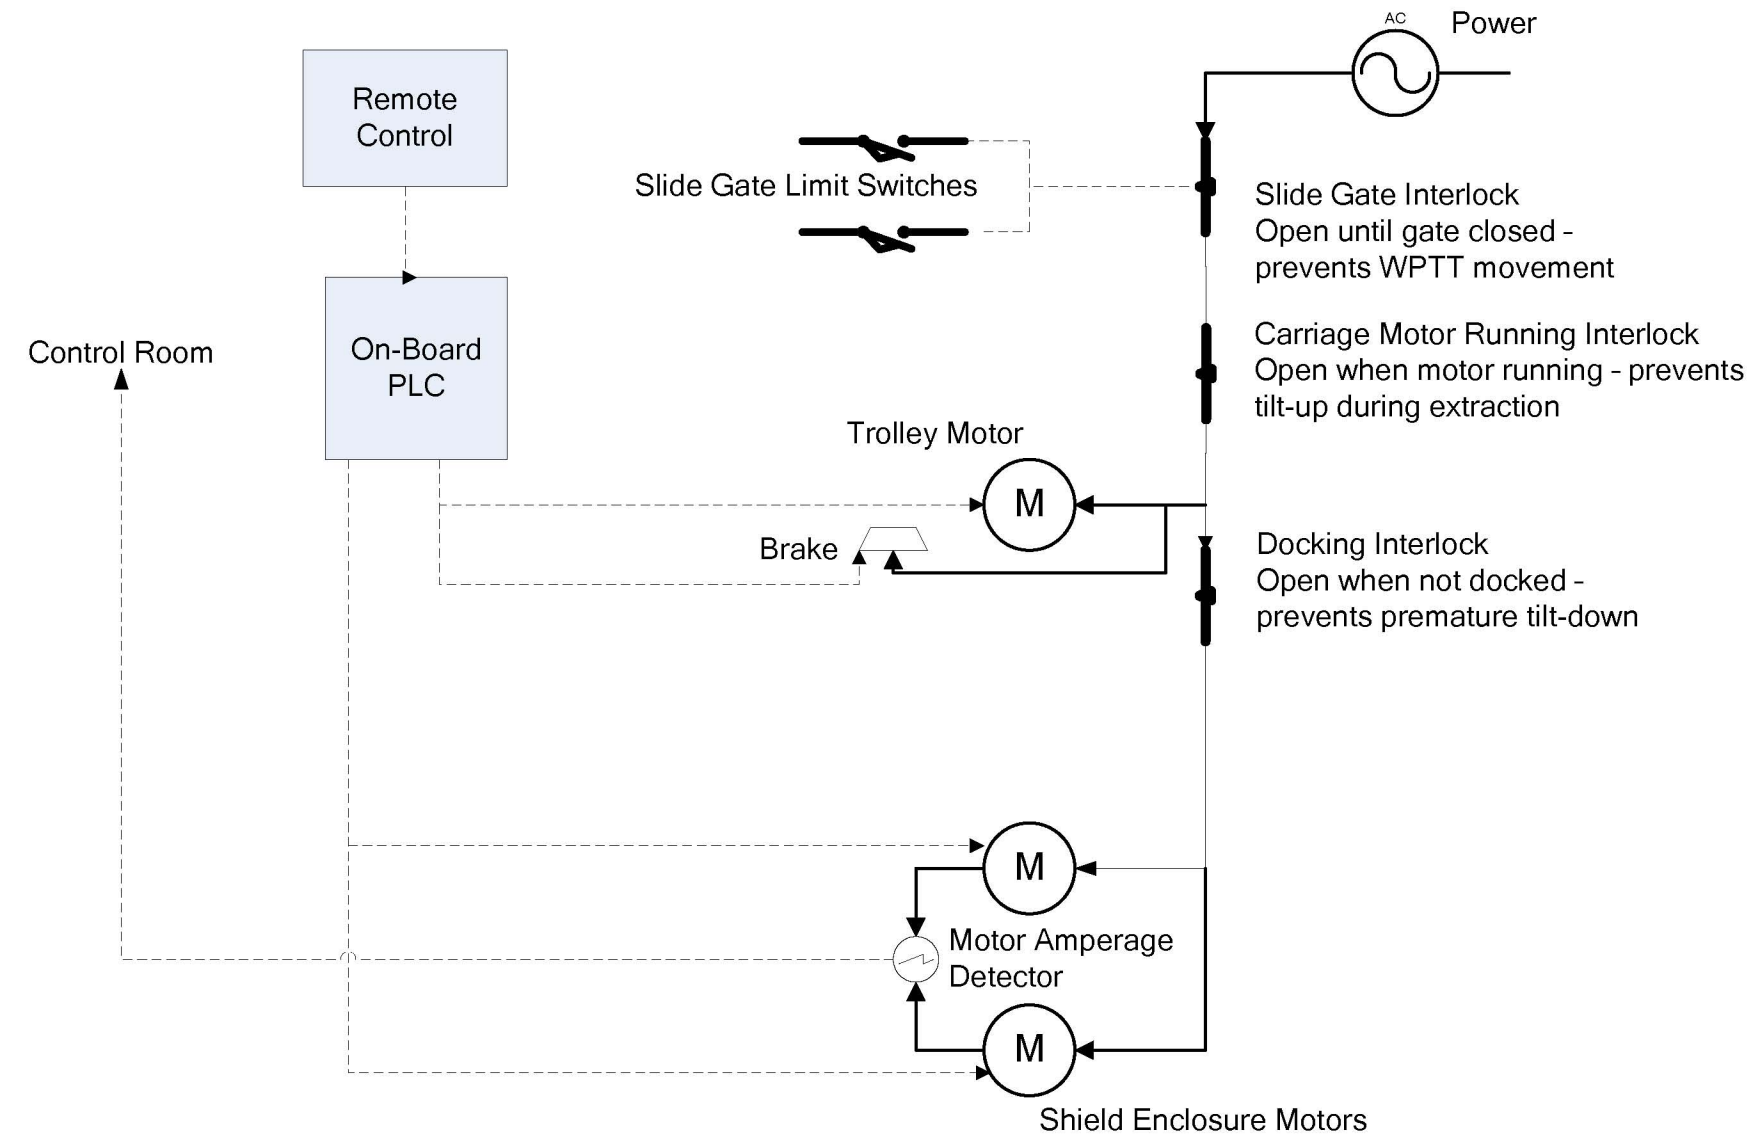 AC
Power
Remote
Control
Slide Gate Limit Switches
Slide Gate Interlock
Open until gate closed -
prevents WPTT movement
On-Board
PLC
Control Room
Carriage Motor Running Interlock
Open when motor running - prevents
tilt-up during extraction
Trolley Motor
M
Brake
Docking Interlock
Open when not docked -
prevents premature tilt-down
M
Motor Amperage
Detector
M
Shield Enclosure Motors